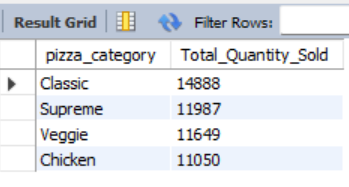 Result Grid Filter Rows:
pizza_category Total_Quantity_Sold
Classic 14888
Supreme 11987
Veggie 11649
Chicken 11050